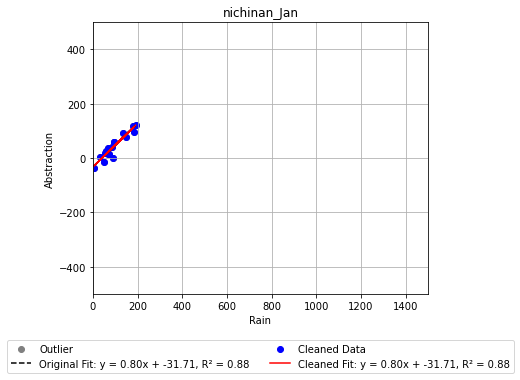 nichinan_Jan
400
200
0
−200
−400
Abstraction
0 200 400 600 800 1000 1200 1400
Rain
Outlier Cleaned Data
Original Fit: y = 0.80x + -31.71, R² = 0.88 Cleaned Fit: y = 0.80x + -31.71, R² = 0.88